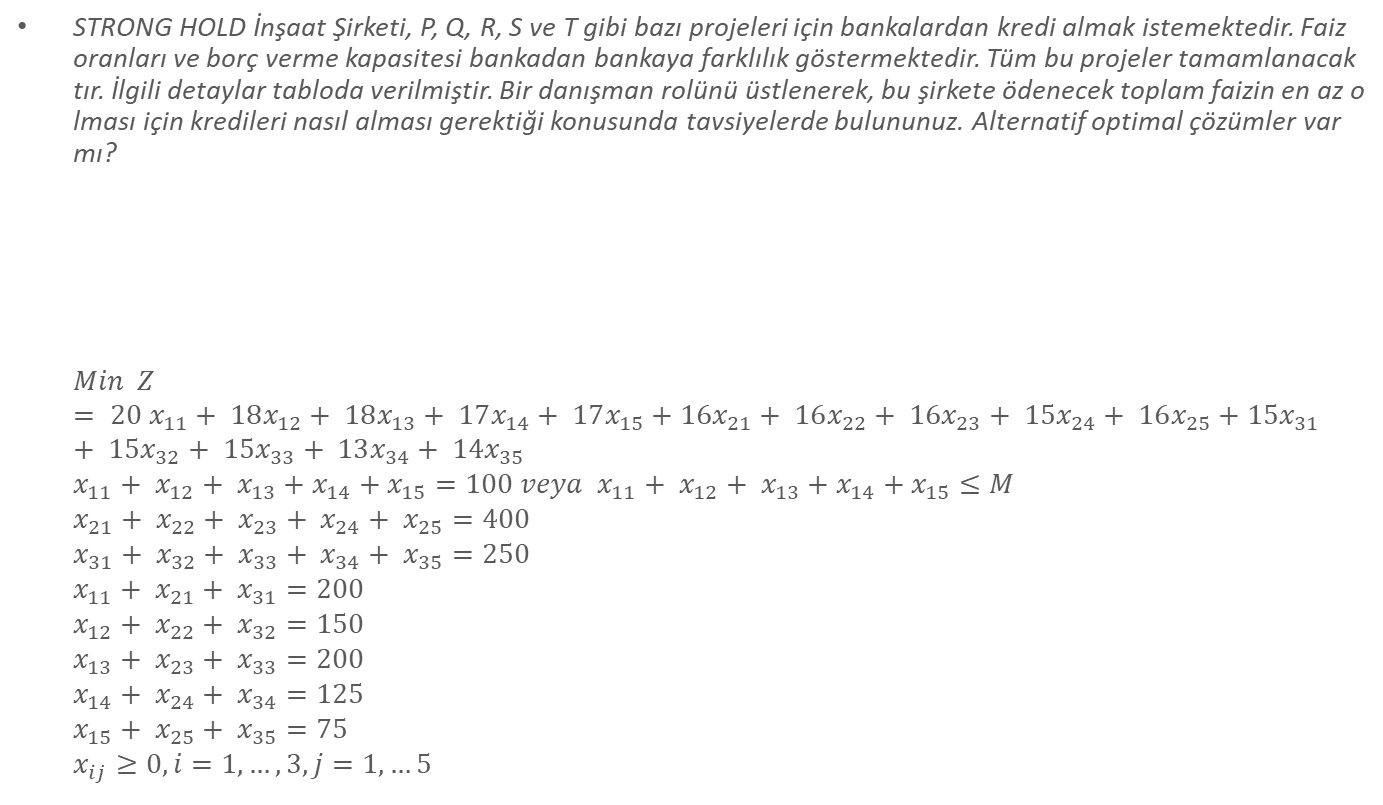 • STRONG HOLD İnşaat Şirketi, P, Q, R, S ve T gibi bazı projeleri için bankalardan kredi almak istemektedir. Faiz
oranları ve borç verme kapasitesi bankadan bankaya farklılık göstermektedir. Tüm bu projeler tamamlanacak
tır. İlgili detaylar tabloda verilmiştir. Bir danışman rolünü üstlenerek, bu şirkete ödenecek toplam faizin en az o
lması için kredileri nasıl alması gerektiği konusunda tavsiyelerde bulununuz. Alternatif optimal çözümler var
mı?
Min Z
= 20 x₁₁ + 18x₁₂ + 18x₁₃ + 17x₁₄ + 17x₁₅ + 16x₂₁ + 16x₂₂ + 16x₂₃ + 15x₂₄ + 16x₂₅ + 15x₃₁
+ 15x₃₂ + 15x₃₃ + 13x₃₄ + 14x₃₅
x₁₁ + x₁₂ + x₁₃ + x₁₄ + x₁₅ = 100 veya x₁₁ + x₁₂ + x₁₃ + x₁₄ + x₁₅ ≤ M
x₂₁ + x₂₂ + x₂₃ + x₂₄ + x₂₅ = 400
x₃₁ + x₃₂ + x₃₃ + x₃₄ + x₃₅ = 250
x₁₁ + x₂₁ + x₃₁ = 200
x₁₂ + x₂₂ + x₃₂ = 150
x₁₃ + x₂₃ + x₃₃ = 200
x₁₄ + x₂₄ + x₃₄ = 125
x₁₅ + x₂₅ + x₃₅ = 75
xᵢⱼ ≥ 0, i = 1, … , 3, j = 1, … 5